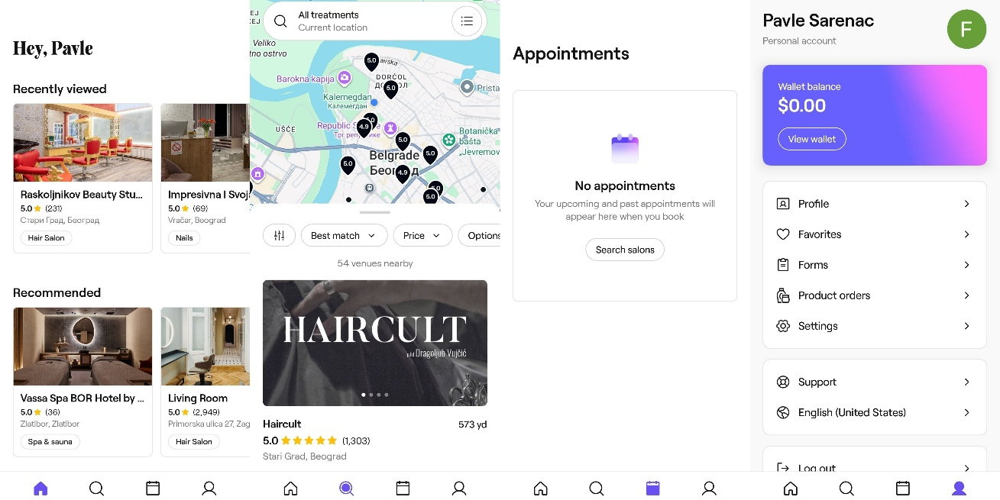 Hey, Pavle
Recently viewed
Raskoljnikov Beauty Stu...
5.0 (231)
Стари Град, Београд
Hair Salon
Impresivna I Svoj
5.0 (69)
Vračar, Beograd
Nails
Recommended
Vassa Spa BOR Hotel by ...
5.0 (36)
Zlatibor, Zlatibor
Spa & sauna
Living Room
5.0 (2,949)
Primorska ulica 27, Zag
Hair Salon
All treatments
Current location
Veliko
tno ostrvo
5.0
avska
Barokna kapija
DORĆOL
5.0
Prista
Kalemegdan
Калемегдан
UŠĆE
Republic S
5.0
4.9
5.0
Botanička
bašta
„Jevremov
Belgrade
5.0
5.0
4.9
5.0
5.0
Best match
Price
Options
54 venues nearby
HAIRCULT
Dragoljub Vujčić
Haircult
573 yd
5.0 (1,303)
Stari Grad, Beograd
Appointments
No appointments
Your upcoming and past appointments will
appear here when you book
Search salons
Pavle Sarenac
Personal account
F
Wallet balance
$0.00
View wallet
Profile
Favorites
Forms
Product orders
Settings
Support
English (United States)
Log out